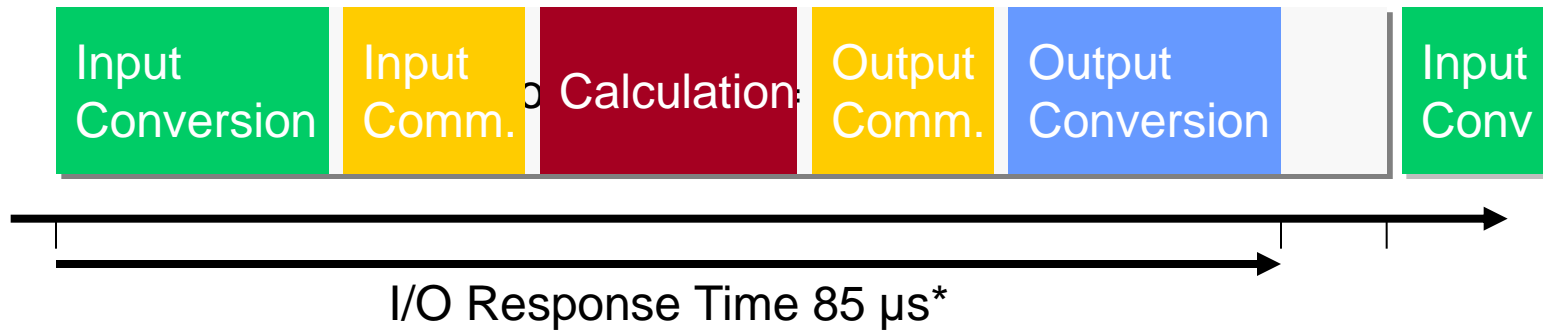 Input
Conversion
Input
Comm.
Calculation
Output
Comm.
Output
Conversion
Input
Conv
I/O Response Time 85 µs*